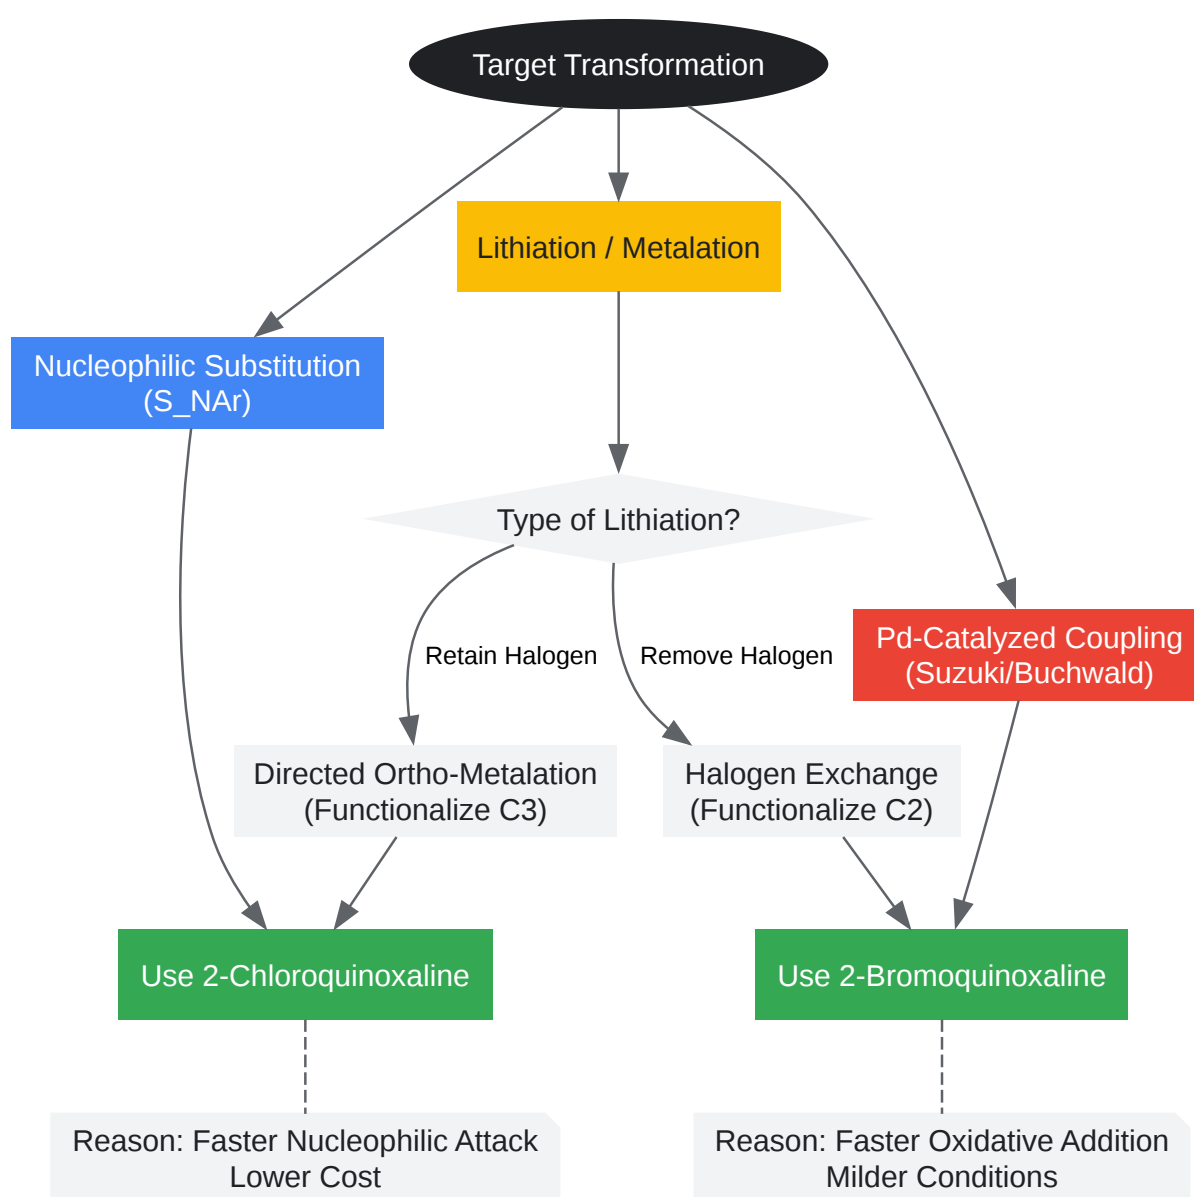 Target Transformation
Lithiation / Metalation
Nucleophilic Substitution
(S_NAr)
Type of Lithiation?
Retain Halogen
Remove Halogen
Pd-Catalyzed Coupling
(Suzuki/Buchwald)
Directed Ortho-Metalation
(Functionalize C3)
Halogen Exchange
(Functionalize C2)
Use 2-Chloroquinoxaline
Use 2-Bromoquinoxaline
Reason: Faster Nucleophilic Attack
Lower Cost
Reason: Faster Oxidative Addition
Milder Conditions